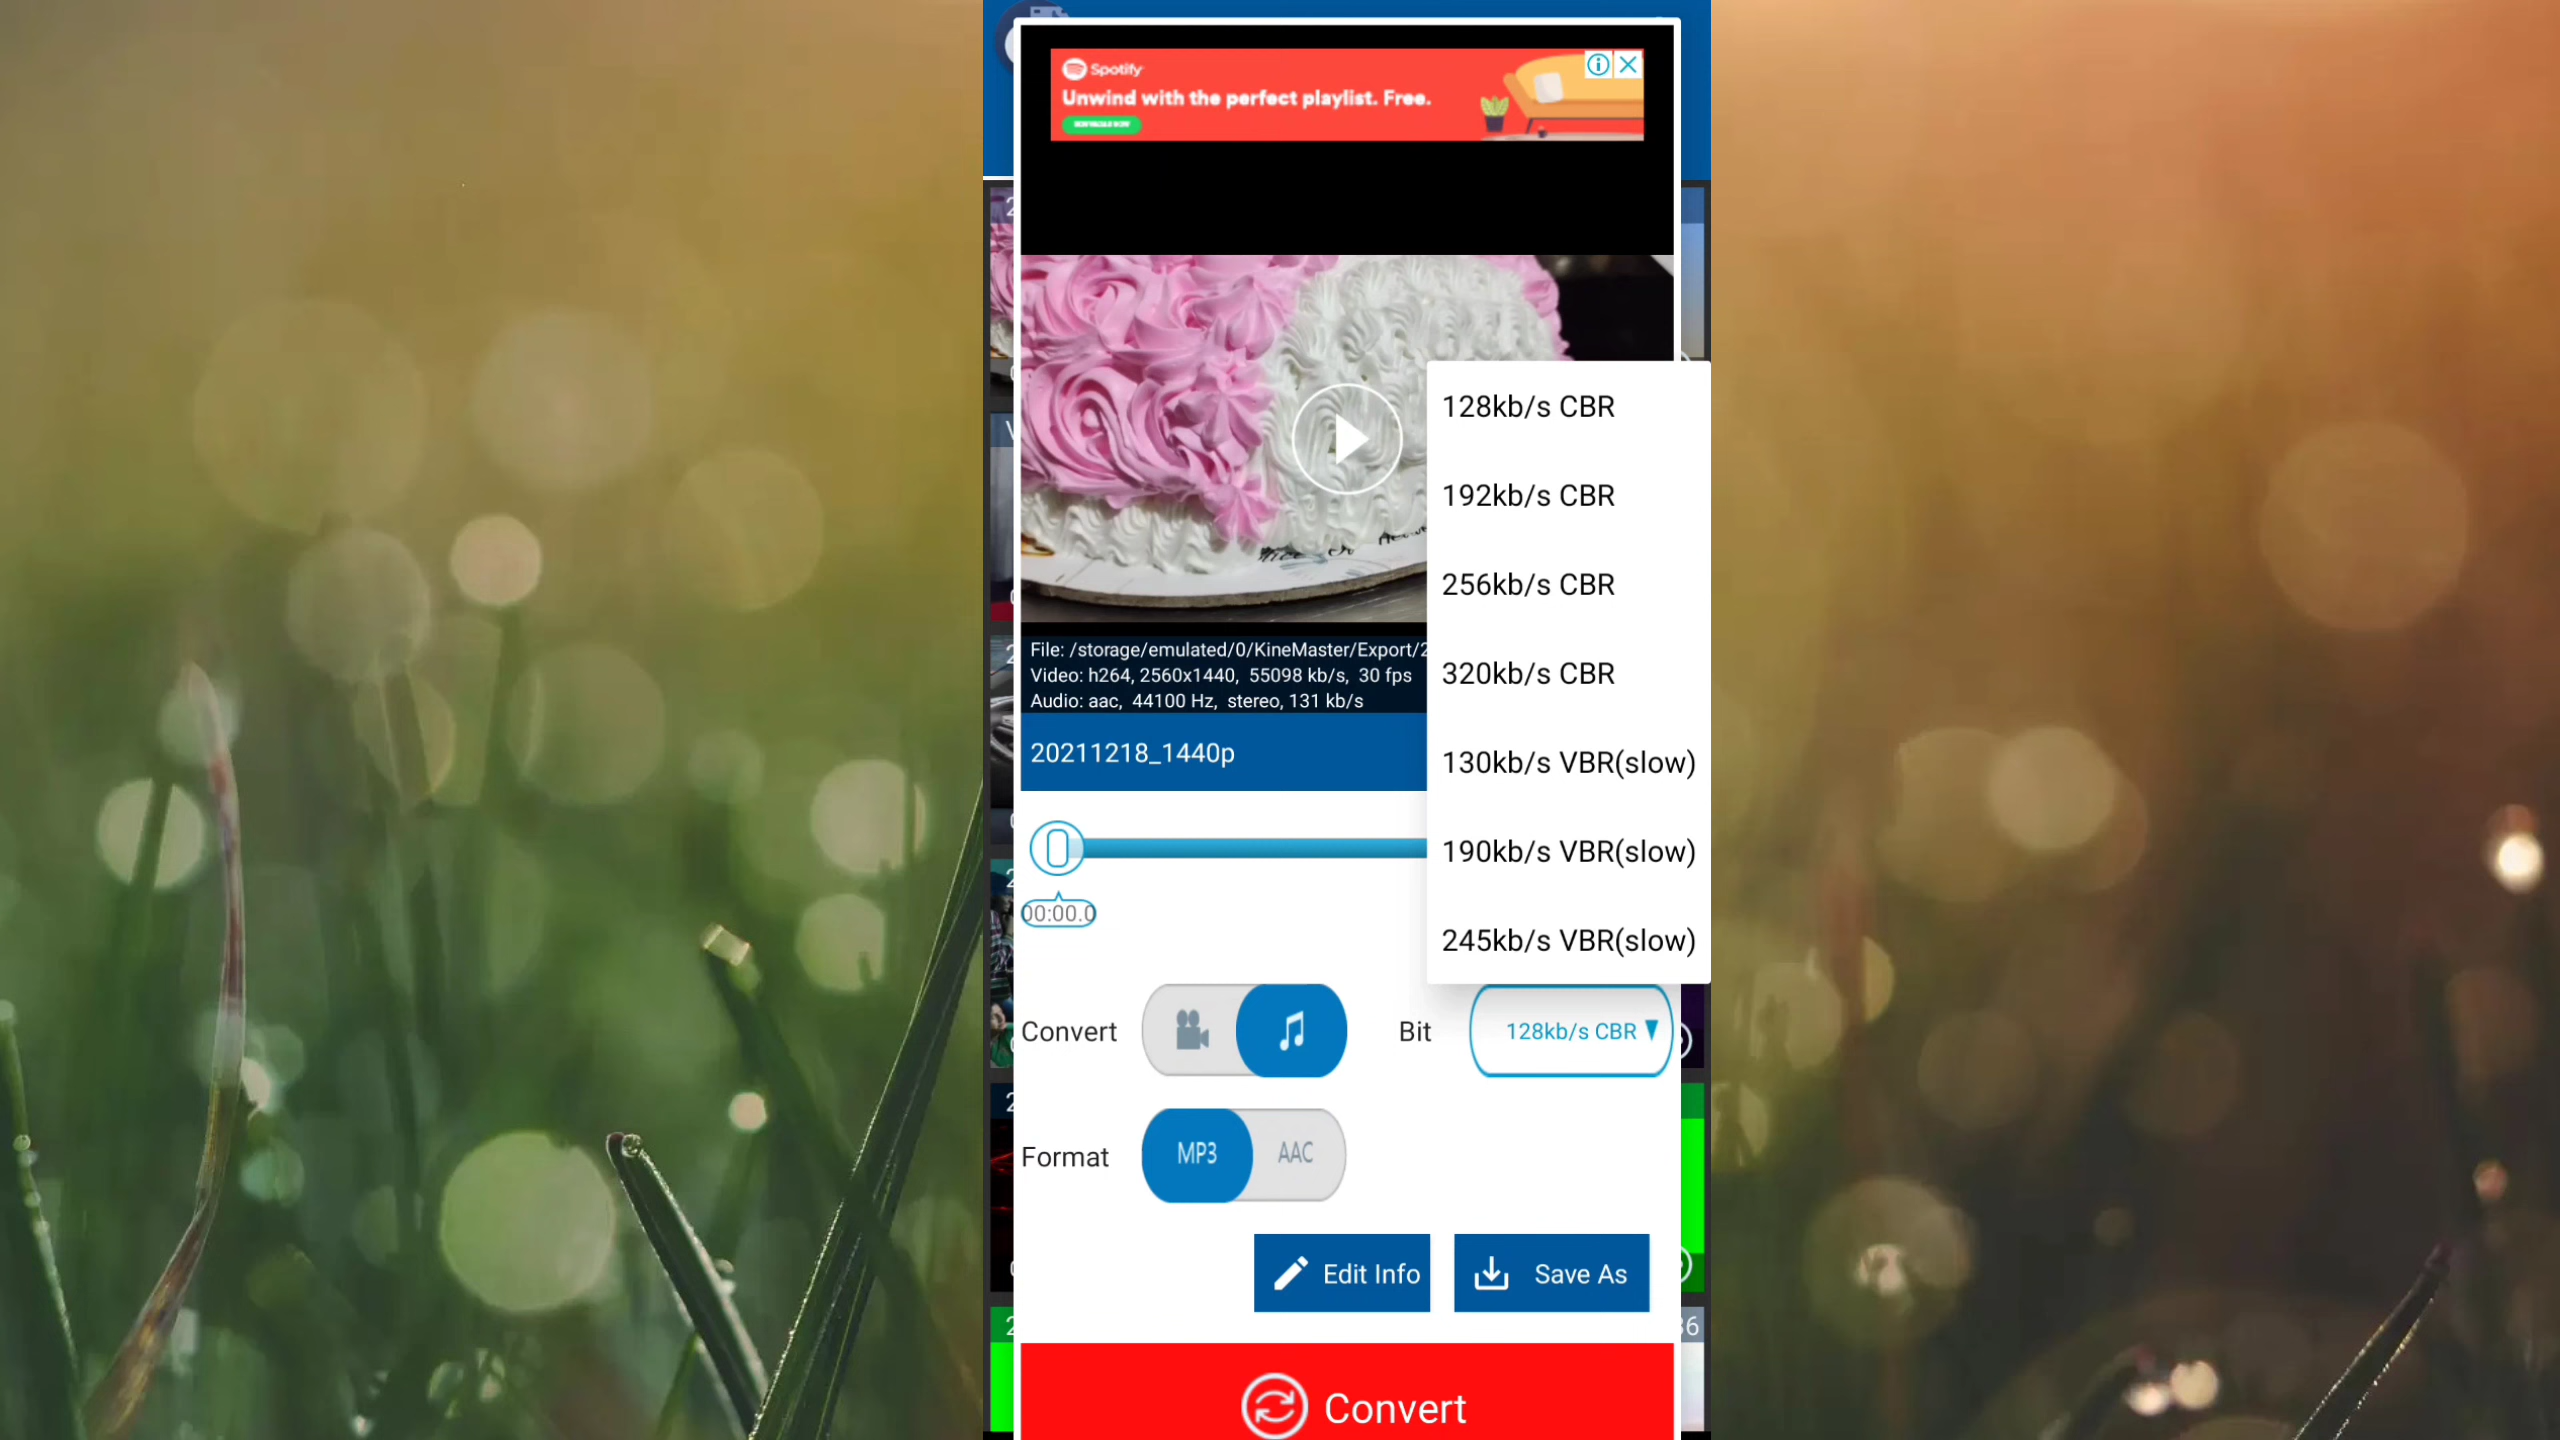 Spotify
Unwind with the perfect playlist. Free.
128kb/s CBR
192kb/s CBR
256kb/s CBR
320kb/s CBR
130kb/s VBR(slow)
190kb/s VBR(slow)
245kb/s VBR(slow)
File: /storage/emulated/0/KineMaster/Export/2
Video: h264, 2560x1440, 55098 kb/s, 30 fps
Audio: aac, 44100 Hz, stereo, 131 kb/s
20211218_1440p
00:00.0
Convert
Bit
128kb/s CBR
Format
MP3
AAC
Edit Info
Save As
Convert